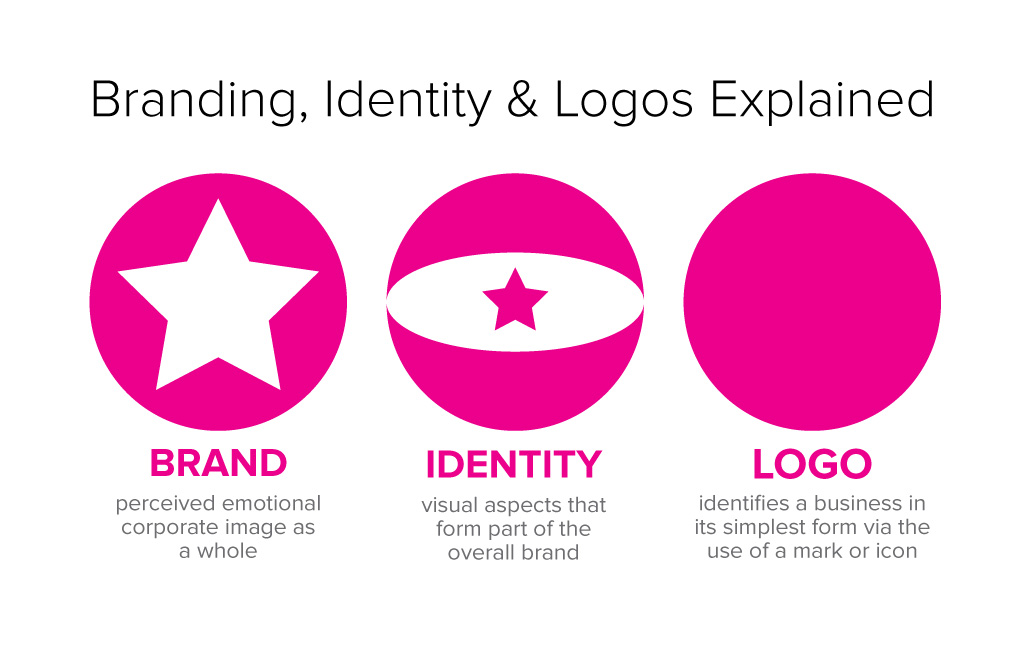 Branding, Identity & Logos Explained
BRAND
perceived emotional
corporate image as
a whole
IDENTITY
visual aspects that
form part of the
overall brand
LOGO
identifies a business in
its simplest form via the
use of a mark or icon